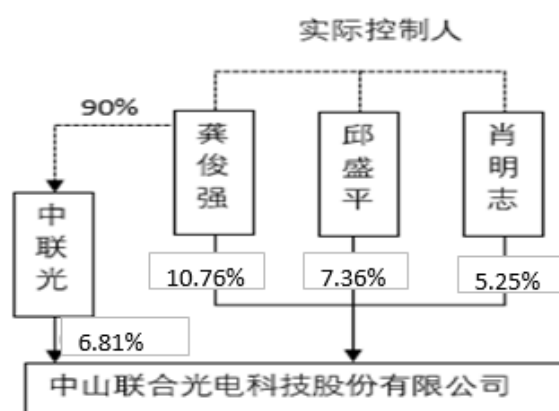 实际控制人
90%
龚俊强
邱盛平
肖明志
中联光
10.76%
7.36%
5.25%
6.81%
中山联合光电科技股份有限公司